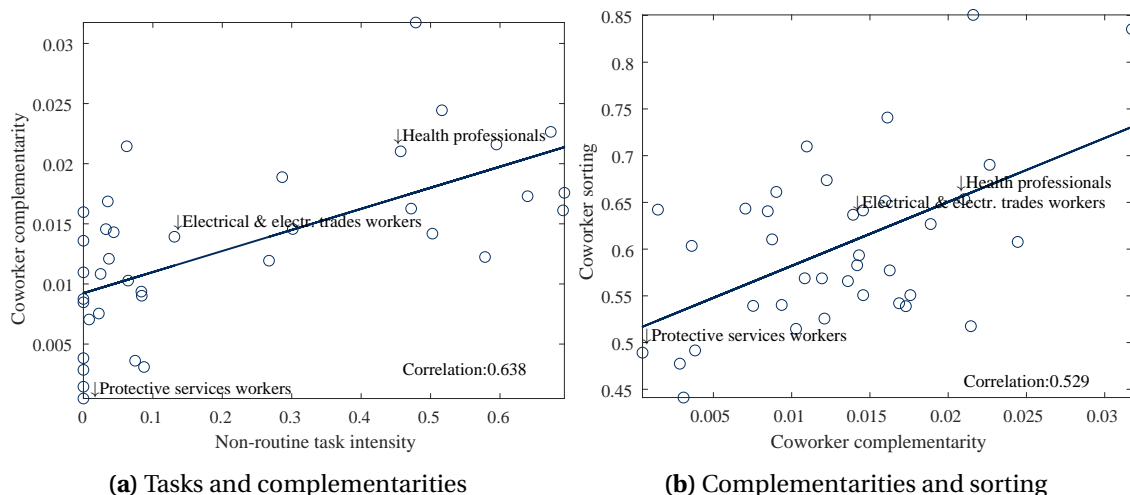 0.03
0.025
0.02
0.015
0.01
0.005
Coworker complementarity
↓Health professionals
↓Electrical & electr. trades workers
↓Protective services workers
Correlation:0.638
0 0.1 0.2 0.3 0.4 0.5 0.6
Non-routine task intensity
(a) Tasks and complementarities
0.85
0.8
0.75
0.7
0.65
0.6
0.55
0.5
0.45
Coworker sorting
↓Health professionals
↓Electrical & electr. trades workers
↓Protective services workers
Correlation:0.529
0.005 0.01 0.015 0.02 0.025 0.03
Coworker complementarity
(b) Complementarities and sorting